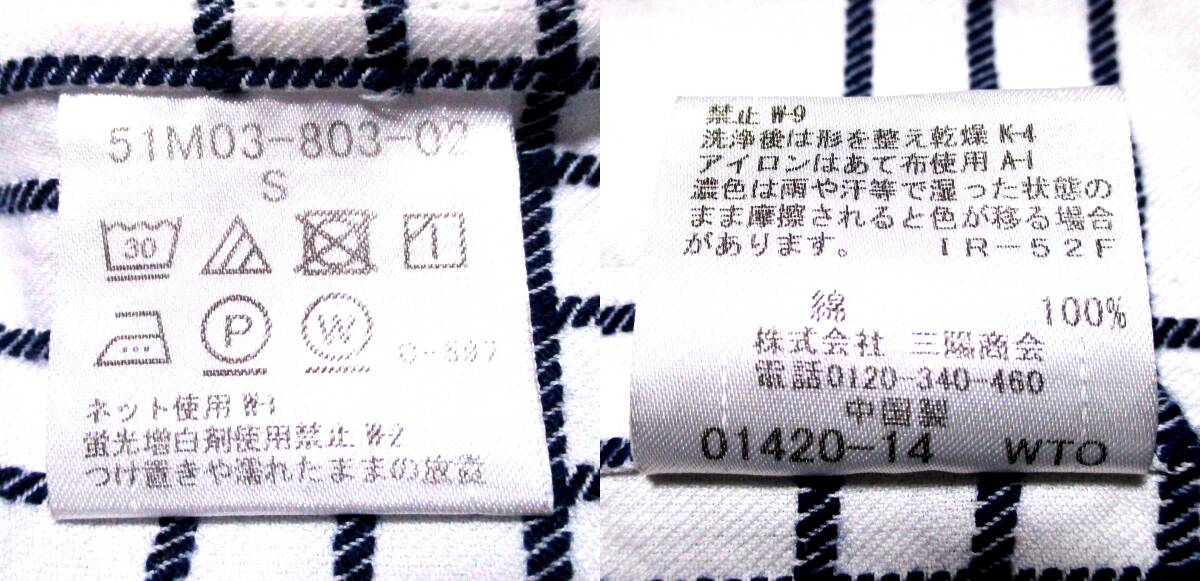 51M03-803-02
S
30
P W
ネット使用 W-1
蛍光増白剤使用禁止 W-2
つけ置きや濡れたままの放置
禁止 W-9
洗浄後は形を整え乾燥 K-4
アイロンはあて布使用 A-1
濃色は雨や汗等で湿った状態の
まま摩擦されると色が移る場合
があります。 IR-52F
綿 100%
株式会社 三陽商会
電話0120-340-460
中国製
01420-14 WTO